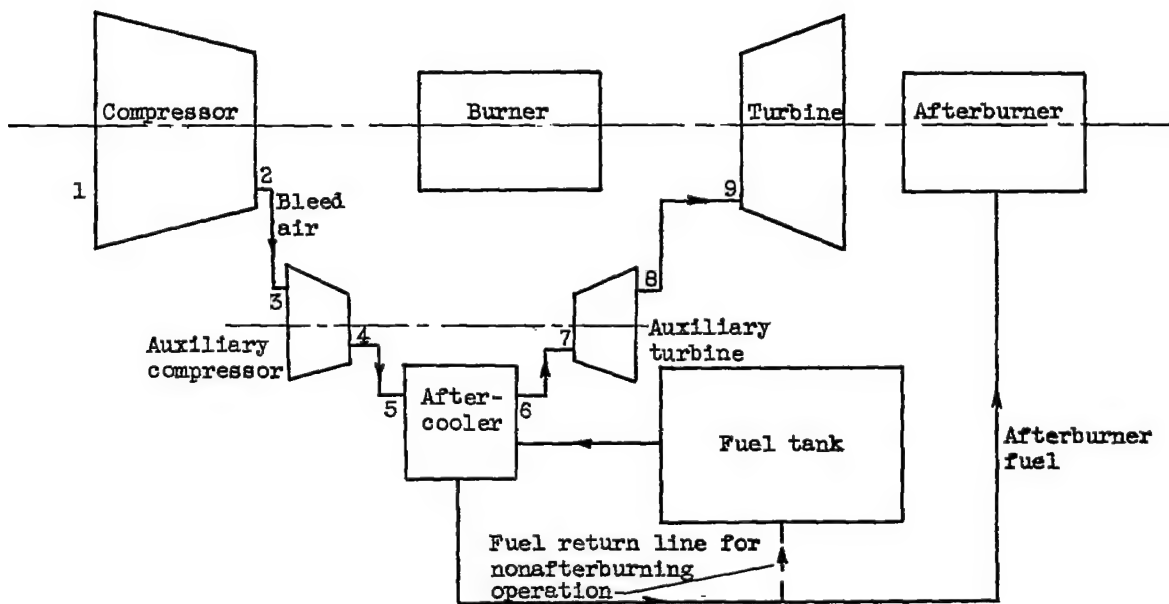 Compressor
Burner
Turbine
Afterburner
1
2
9
Bleed
air
3
8
4
7
Auxiliary
compressor
Auxiliary
turbine
5
After-
cooler
6
Fuel tank
Afterburner
fuel
Fuel return line for
nonafterburning
operation